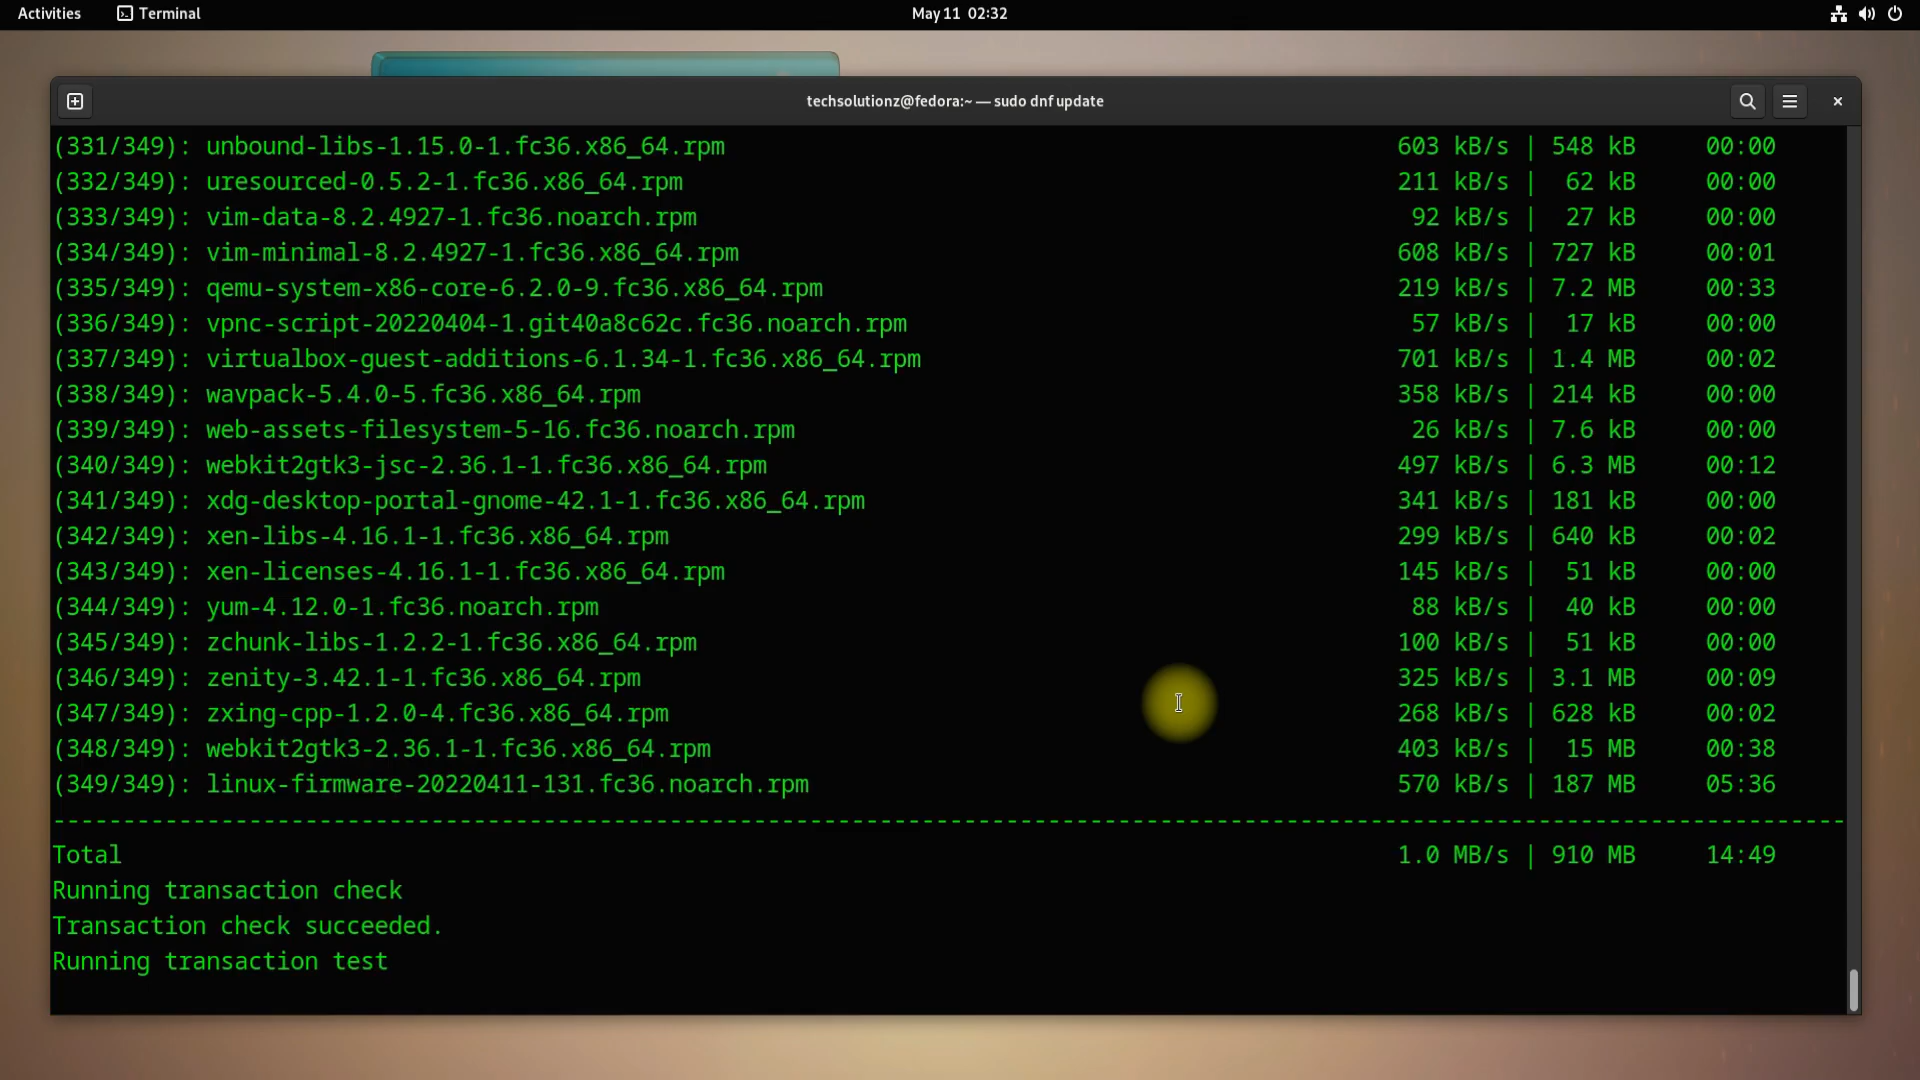 Activities Terminal May 11 02:32
techsolutionz@fedora:~ — sudo dnf update
(331/349): unbound-libs-1.15.0-1.fc36.x86_64.rpm 603 kB/s | 548 kB 00:00
(332/349): uresourced-0.5.2-1.fc36.x86_64.rpm 211 kB/s | 62 kB 00:00
(333/349): vim-data-8.2.4927-1.fc36.noarch.rpm 92 kB/s | 27 kB 00:00
(334/349): vim-minimal-8.2.4927-1.fc36.x86_64.rpm 608 kB/s | 727 kB 00:01
(335/349): qemu-system-x86-core-6.2.0-9.fc36.x86_64.rpm 219 kB/s | 7.2 MB 00:33
(336/349): vpnc-script-20220404-1.git40a8c62c.fc36.noarch.rpm 57 kB/s | 17 kB 00:00
(337/349): virtualbox-guest-additions-6.1.34-1.fc36.x86_64.rpm 701 kB/s | 1.4 MB 00:02
(338/349): wavpack-5.4.0-5.fc36.x86_64.rpm 358 kB/s | 214 kB 00:00
(339/349): web-assets-filesystem-5-16.fc36.noarch.rpm 26 kB/s | 7.6 kB 00:00
(340/349): webkit2gtk3-jsc-2.36.1-1.fc36.x86_64.rpm 497 kB/s | 6.3 MB 00:12
(341/349): xdg-desktop-portal-gnome-42.1-1.fc36.x86_64.rpm 341 kB/s | 181 kB 00:00
(342/349): xen-libs-4.16.1-1.fc36.x86_64.rpm 299 kB/s | 640 kB 00:02
(343/349): xen-licenses-4.16.1-1.fc36.x86_64.rpm 145 kB/s | 51 kB 00:00
(344/349): yum-4.12.0-1.fc36.noarch.rpm 88 kB/s | 40 kB 00:00
(345/349): zchunk-libs-1.2.2-1.fc36.x86_64.rpm 100 kB/s | 51 kB 00:00
(346/349): zenity-3.42.1-1.fc36.x86_64.rpm 325 kB/s | 3.1 MB 00:09
(347/349): zxing-cpp-1.2.0-4.fc36.x86_64.rpm 268 kB/s | 628 kB 00:02
(348/349): webkit2gtk3-2.36.1-1.fc36.x86_64.rpm 403 kB/s | 15 MB 00:38
(349/349): linux-firmware-20220411-131.fc36.noarch.rpm 570 kB/s | 187 MB 05:36
--------------------------------------------------------------------------------------------------------------------------------
Total 1.0 MB/s | 910 MB 14:49
Running transaction check
Transaction check succeeded.
Running transaction test